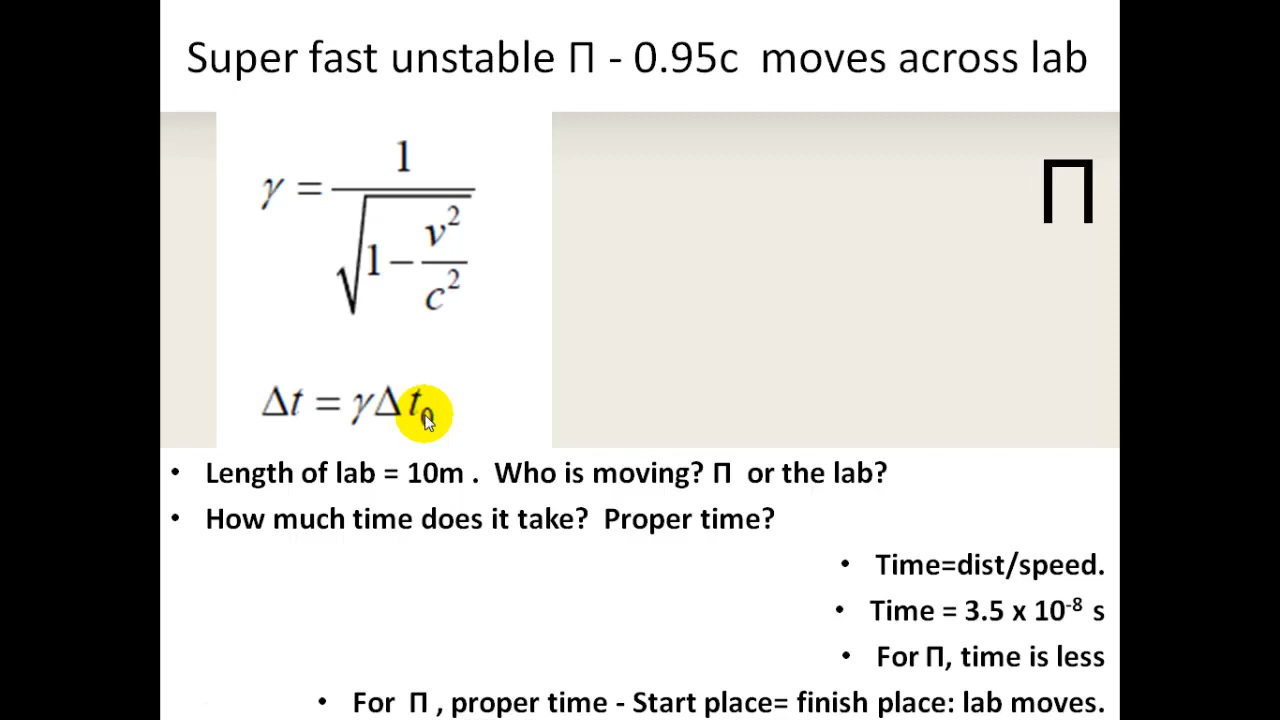 Super fast unstable Π - 0.95c moves across lab
γ = 1 / √(1 − v²/c²)
Π
Δt = γΔt₀
• Length of lab = 10m . Who is moving? Π or the lab?
• How much time does it take? Proper time?
• Time=dist/speed.
• Time = 3.5 x 10⁻⁸ s
• For Π, time is less
• For Π , proper time - Start place= finish place: lab moves.